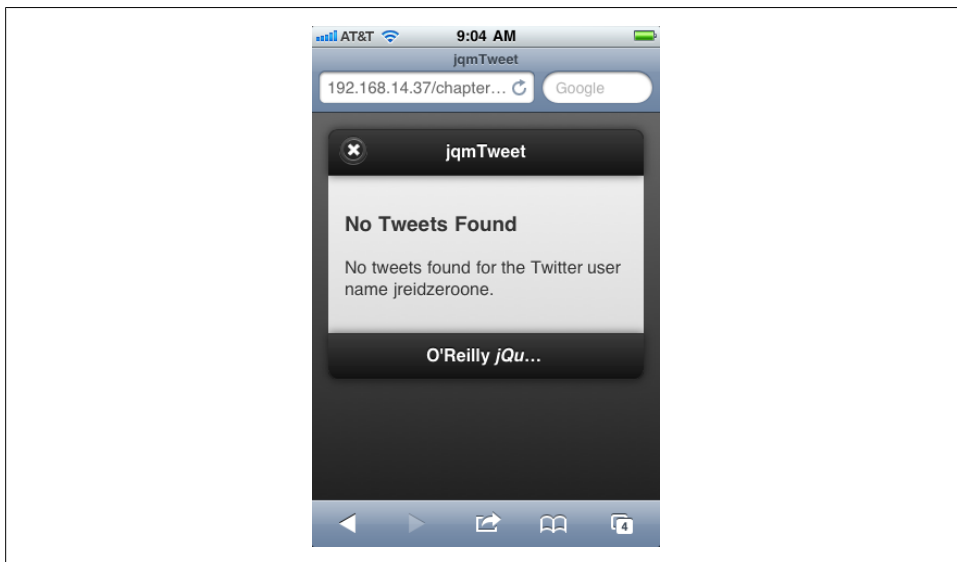 AT&T 9:04 AM
jqmTweet
192.168.14.37/chapter... Google
jqmTweet
No Tweets Found
No tweets found for the Twitter user
name jreidzeroone.
O'Reilly jQu...
4